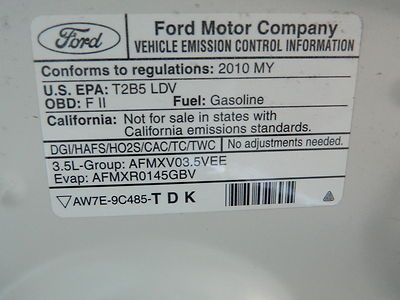 Ford
Ford Motor Company
VEHICLE EMISSION CONTROL INFORMATION
Conforms to regulations: 2010 MY
U.S. EPA: T2B5 LDV
OBD: F II Fuel: Gasoline
California: Not for sale in states with
California emissions standards.
DGI/HAFS/HO2S/CAC/TC/TWC No adjustments needed.
3.5L-Group: AFMXV03.5VEE
Evap: AFMXR0145GBV
AW7E-9C485-TDK